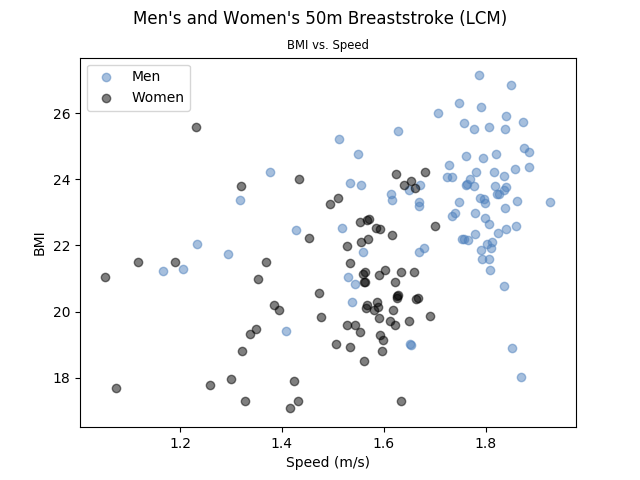 Men's and Women's 50m Breaststroke (LCM)
BMI vs. Speed
Men
Women
26
24
22
20
18
BMI
1.2
1.4
1.6
1.8
Speed (m/s)